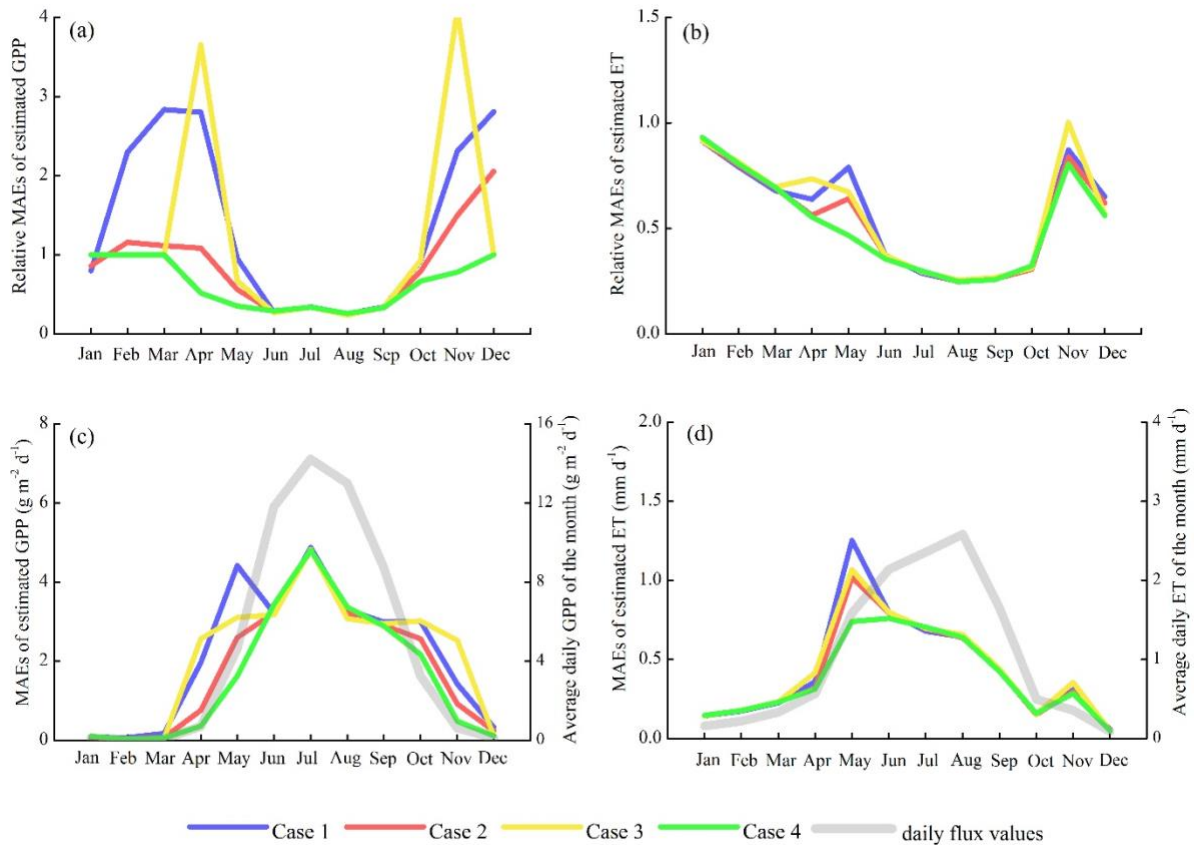 (a)
Relative MAEs of estimated GPP
4
3
2
1
0
Jan Feb Mar Apr May Jun Jul Aug Sep Oct Nov Dec
(b)
Relative MAEs of estimated ET
1.5
1.0
0.5
0.0
Jan Feb Mar Apr May Jun Jul Aug Sep Oct Nov Dec
(c)
MAEs of estimated GPP (g m⁻² d⁻¹)
8
6
4
2
0
16
12
8
4
0
Average daily GPP of the month (g m⁻² d⁻¹)
Jan Feb Mar Apr May Jun Jul Aug Sep Oct Nov Dec
(d)
MAEs of estimated ET (mm d⁻¹)
2.0
1.5
1.0
0.5
0.0
4
3
2
1
0
Average daily ET of the month (mm d⁻¹)
Jan Feb Mar Apr May Jun Jul Aug Sep Oct Nov Dec
Case 1 Case 2 Case 3 Case 4 daily flux values